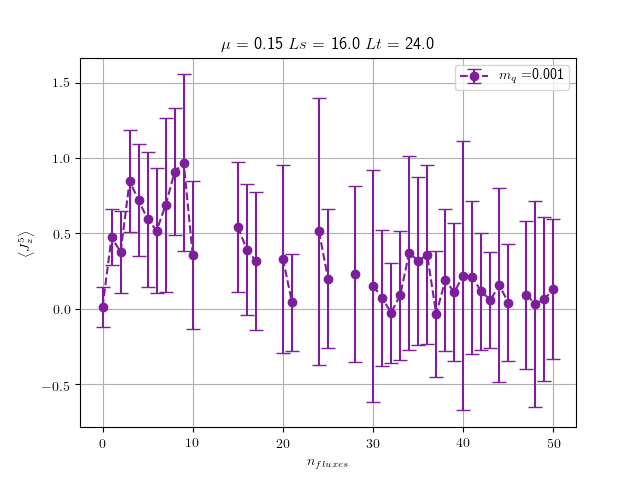 μ = 0.15 Ls = 16.0 Lt = 24.0
m_q =0.001
1.5
1.0
0.5
0.0
−0.5
⟨J_z^5⟩
0 10 20 30 40 50
n_fluxes